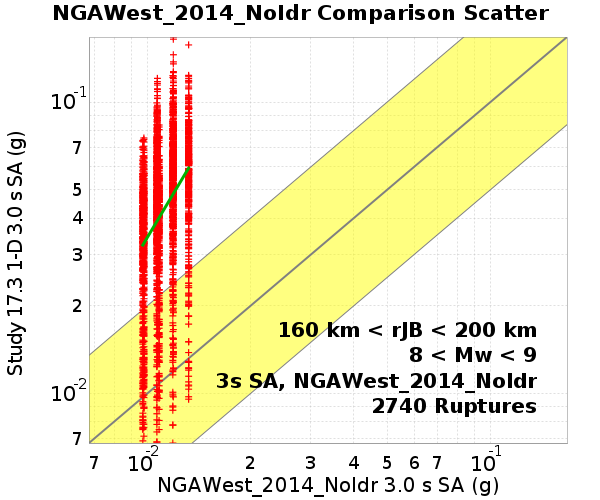 NGAWest_2014_NoIdr Comparison Scatter
Study 17.3 1-D 3.0 s SA (g)
10-1
7
5
4
3
2
10-2
7
160 km < rJB < 200 km
8 < Mw < 9
3s SA, NGAWest_2014_NoIdr
2740 Ruptures
7 10-2 2 3 4 5 6 7 10-1
NGAWest_2014_NoIdr 3.0 s SA (g)